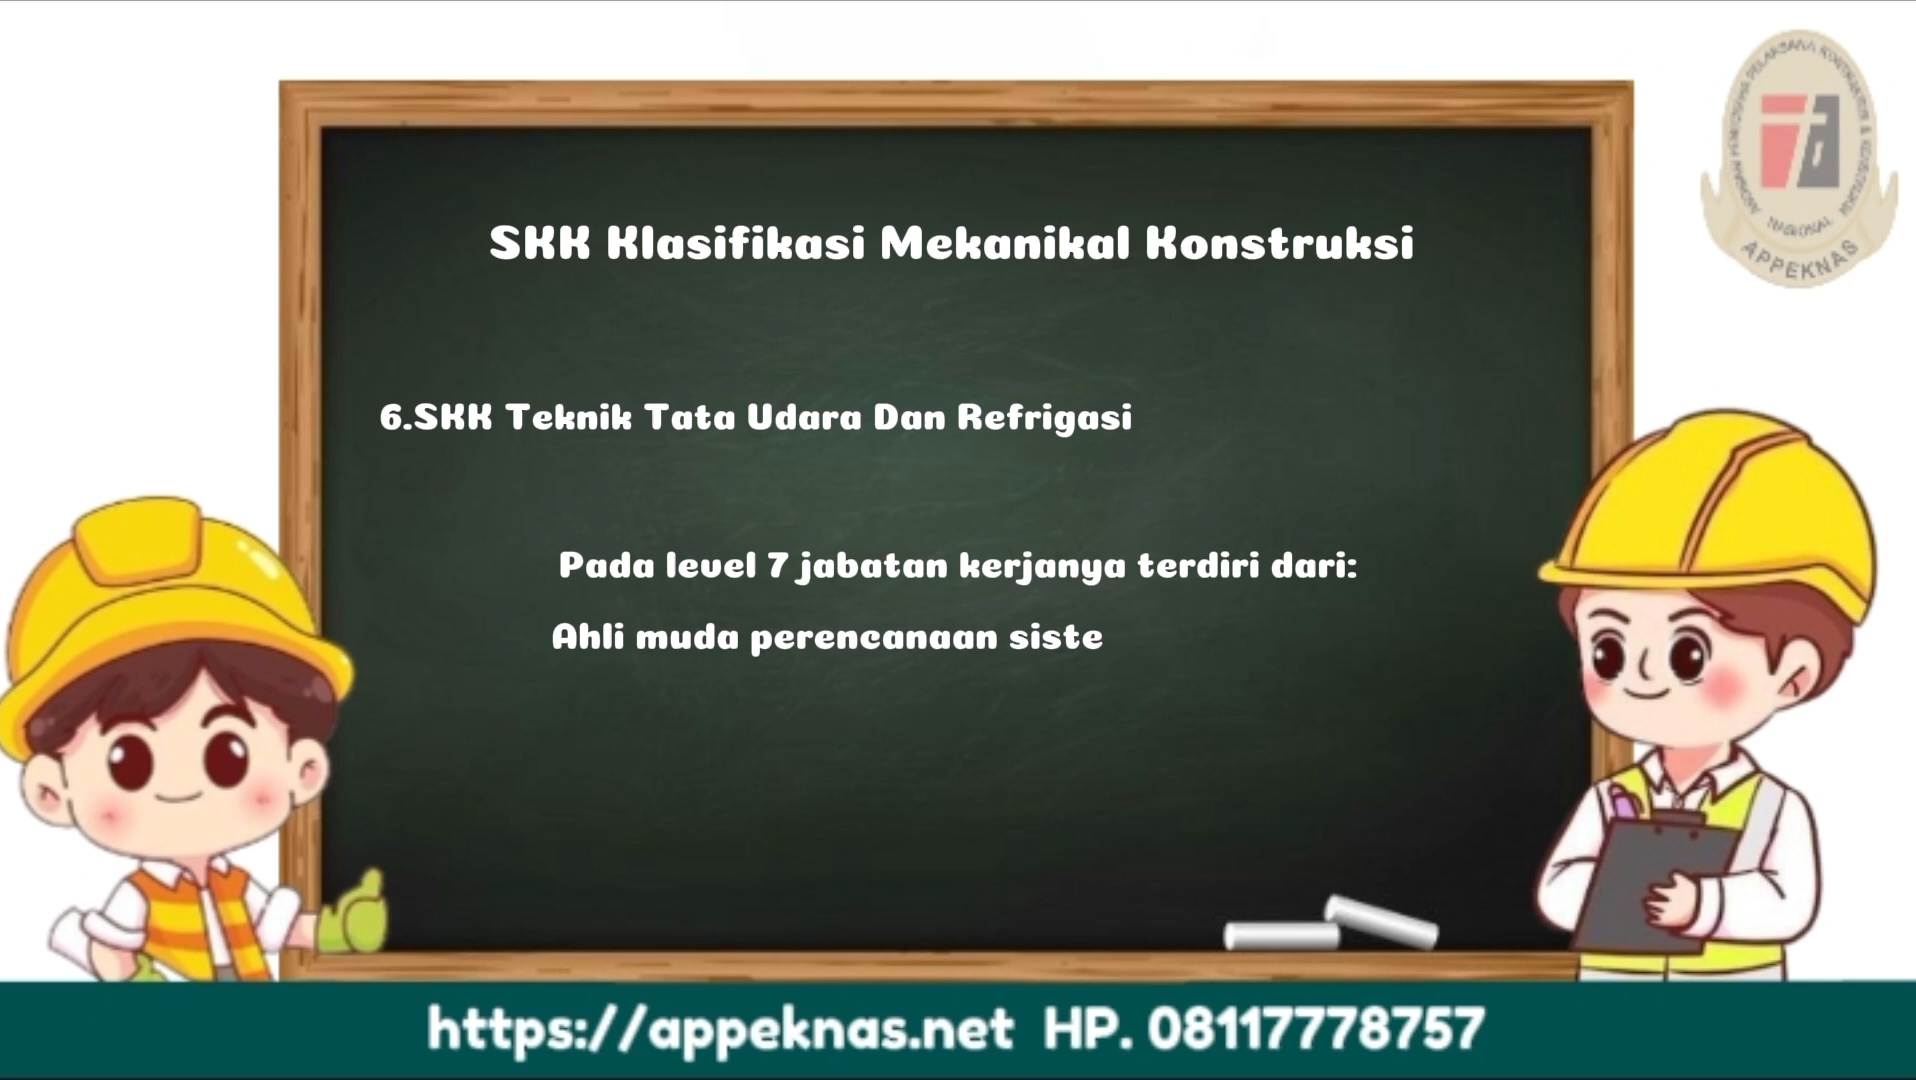 SKK Klasifikasi Mekanikal Konstruksi
6.SKK Teknik Tata Udara Dan Refrigasi
Pada level 7 jabatan kerjanya terdiri dari:
Ahli muda perencanaan siste
NASIONAL
APPEKNAS
https://appeknas.net HP. 08117778757